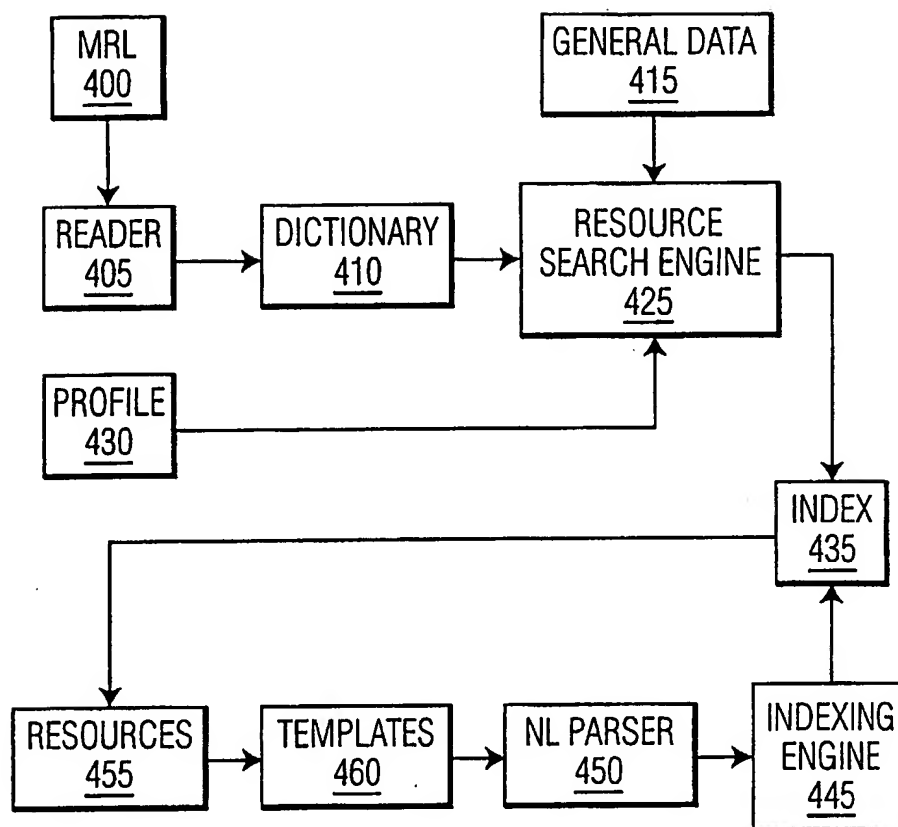 MRL
400
GENERAL DATA
415
READER
405
DICTIONARY
410
RESOURCE
SEARCH ENGINE
425
PROFILE
430
INDEX
435
RESOURCES
455
TEMPLATES
460
NL PARSER
450
INDEXING
ENGINE
445